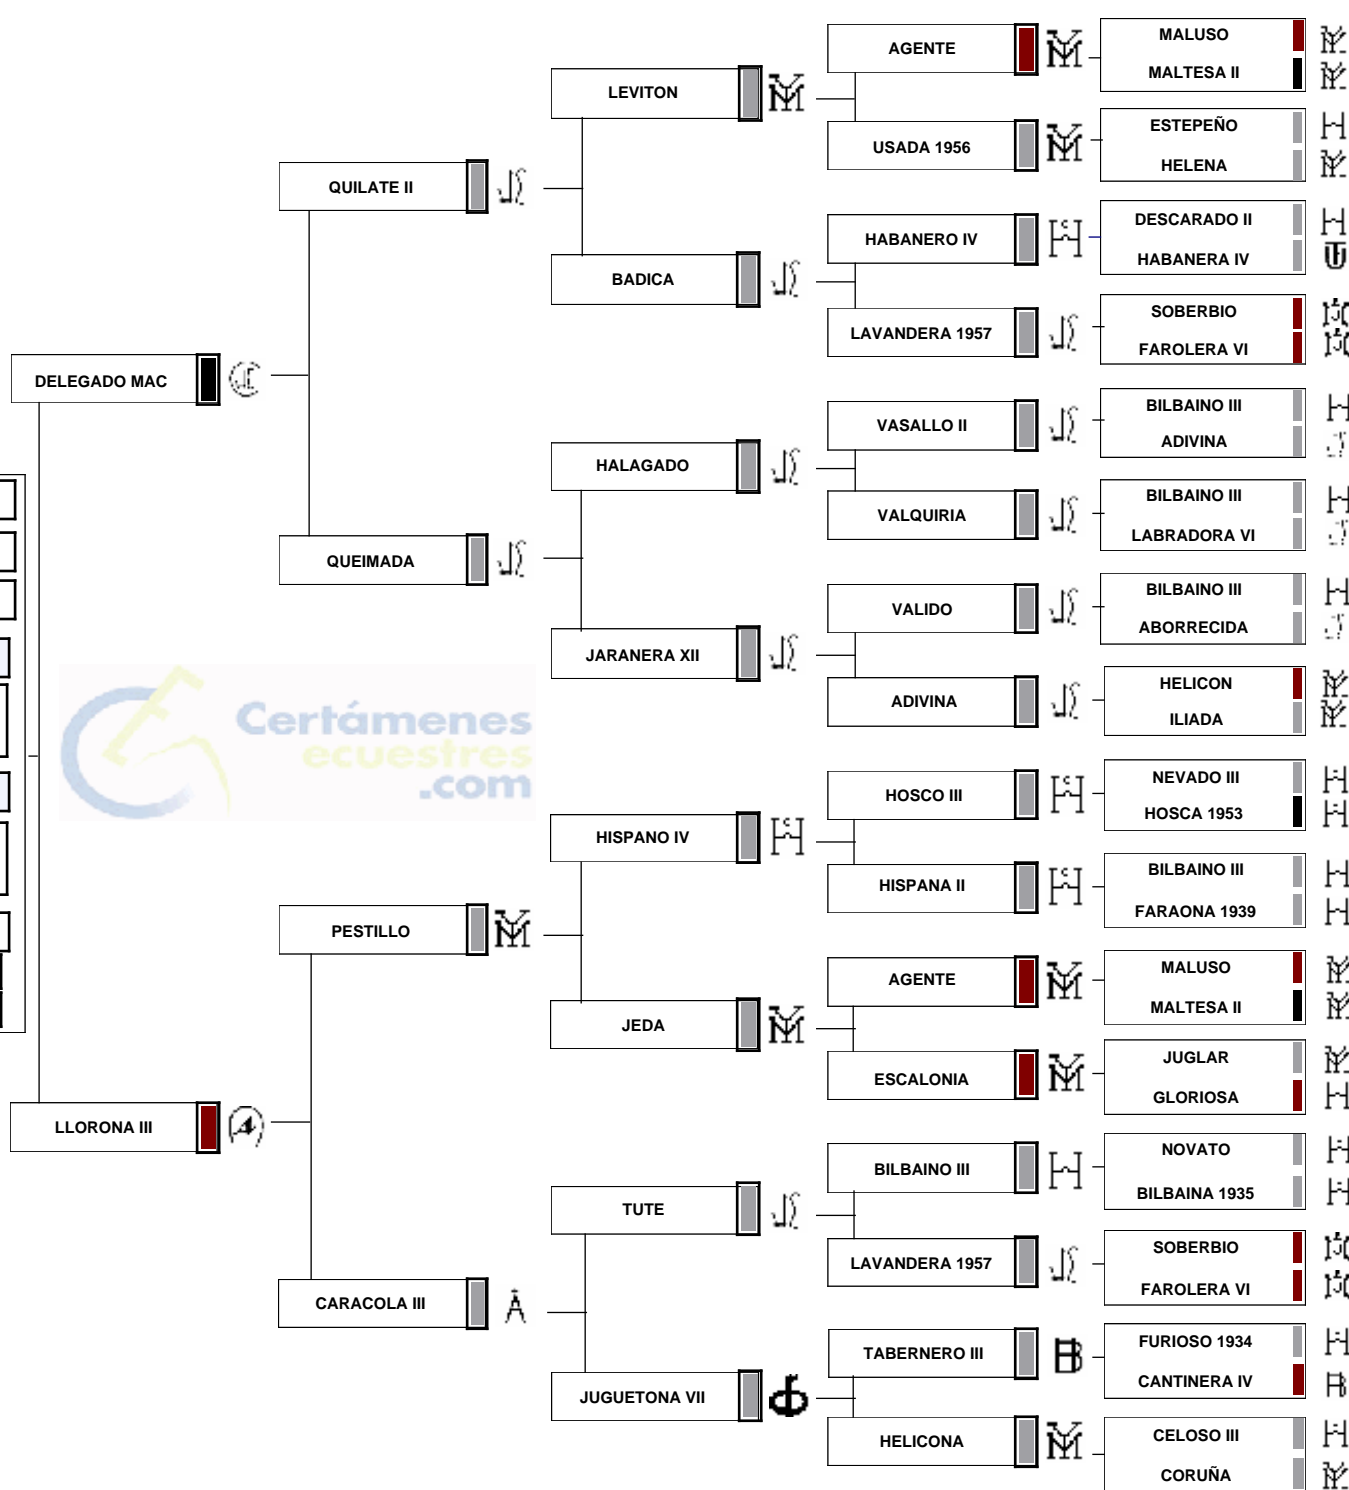 DELEGADO MAC
LLORONA III
QUILATE II
QUEIMADA
PESTILLO
CARACOLA III
LEVITON
BADICA
HALAGADO
JARANERA XII
HISPANO IV
JEDA
TUTE
JUGUETONA VII
AGENTE
USADA 1956
HABANERO IV
LAVANDERA 1957
VASALLO II
VALQUIRIA
VALIDO
ADIVINA
HOSCO III
HISPANA II
AGENTE
ESCALONIA
BILBAINO III
LAVANDERA 1957
TABERNERO III
HELICONA
MALUSO
MALTESA II
ESTEPEÑO
HELENA
DESCARADO II
HABANERA IV
SOBERBIO
FAROLERA VI
BILBAINO III
ADIVINA
BILBAINO III
LABRADORA VI
BILBAINO III
ABORRECIDA
HELICON
ILIADA
NEVADO III
HOSCA 1953
BILBAINO III
FARAONA 1939
MALUSO
MALTESA II
JUGLAR
GLORIOSA
NOVATO
BILBAINA 1935
SOBERBIO
FAROLERA VI
FURIOSO 1934
CANTINERA IV
CELOSO III
CORUÑA
Certámenes
ecuestres
.com